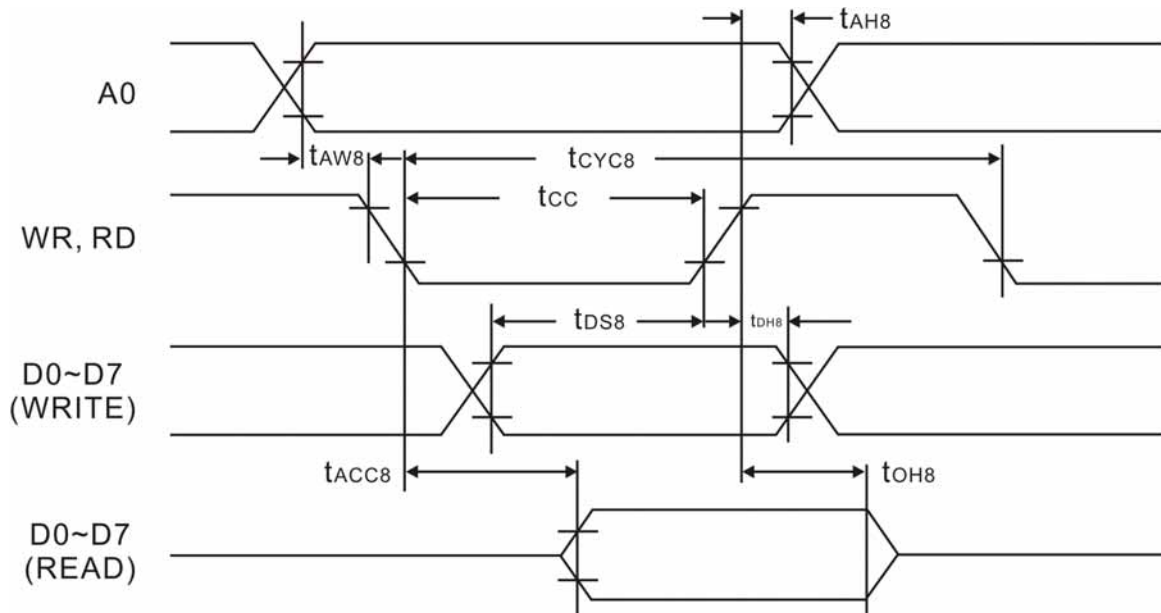 tAH8
A0
tAW8
tCYC8
tCC
WR, RD
tDS8
tDH8
D0~D7
(WRITE)
tACC8
tOH8
D0~D7
(READ)